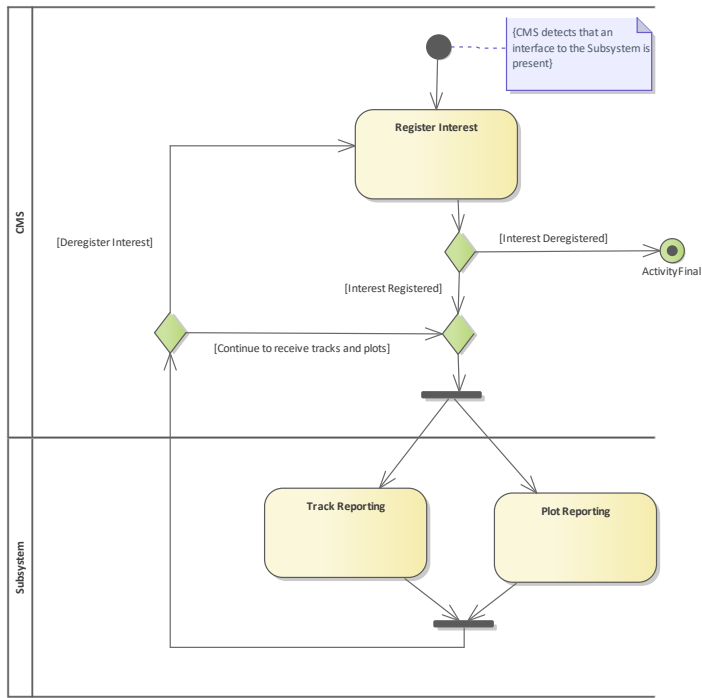 {CMS detects that an
interface to the Subsystem is
present}
Register Interest
CMS
[Deregister Interest]
[Interest Deregistered]
ActivityFinal
[Interest Registered]
[Continue to receive tracks and plots]
Subsystem
Track Reporting
Plot Reporting